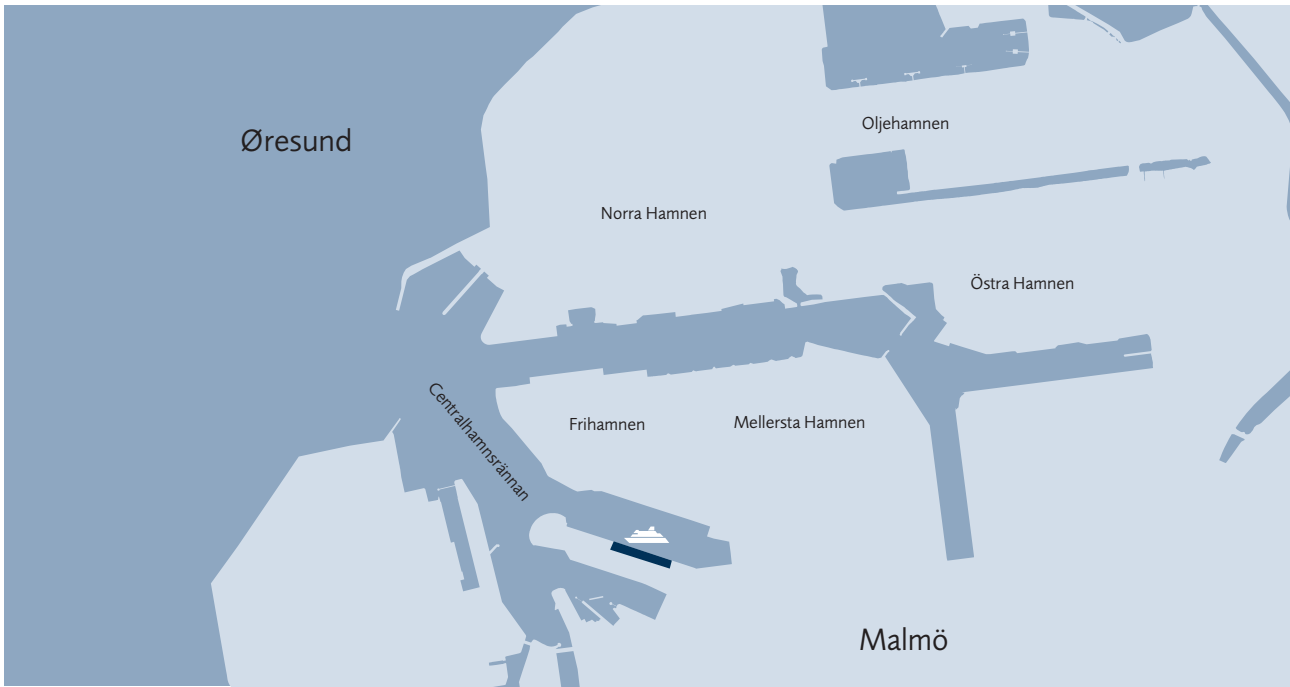 Oljehamnen
Øresund
Norra Hamnen
Östra Hamnen
Centralhamnsrännan
Frihamnen
Mellersta Hamnen
Malmö